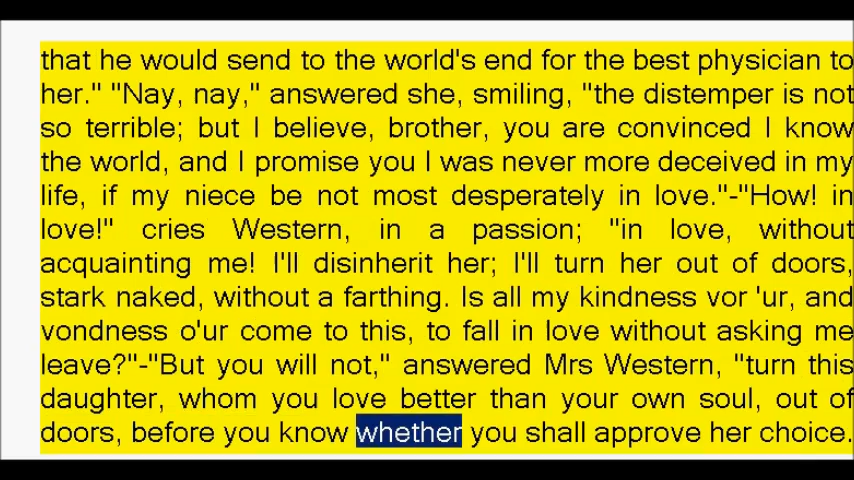 that he would send to the world's end for the best physician to
her." "Nay, nay," answered she, smiling, "the distemper is not
so terrible; but I believe, brother, you are convinced I know
the world, and I promise you I was never more deceived in my
life, if my niece be not most desperately in love."-"How! in
love!" cries Western, in a passion; "in love, without
acquainting me! I'll disinherit her; I'll turn her out of doors,
stark naked, without a farthing. Is all my kindness vor 'ur, and
vondness o'ur come to this, to fall in love without asking me
leave?"-"But you will not," answered Mrs Western, "turn this
daughter, whom you love better than your own soul, out of
doors, before you know whether you shall approve her choice.